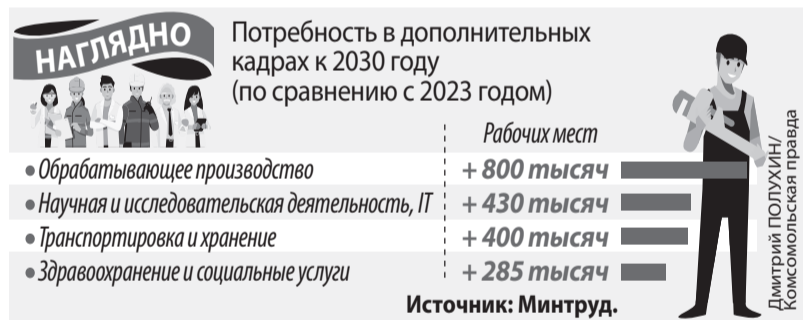 НАГЛЯДНО
Потребность в дополнительных
кадрах к 2030 году
(по сравнению с 2023 годом)
Рабочих мест
• Обрабатывающее производство + 800 тысяч
• Научная и исследовательская деятельность, IT + 430 тысяч
• Транспортировка и хранение + 400 тысяч
• Здравоохранение и социальные услуги + 285 тысяч
Источник: Минтруд.
Дмитрий ПОЛУХИН/
Комсомольская правда